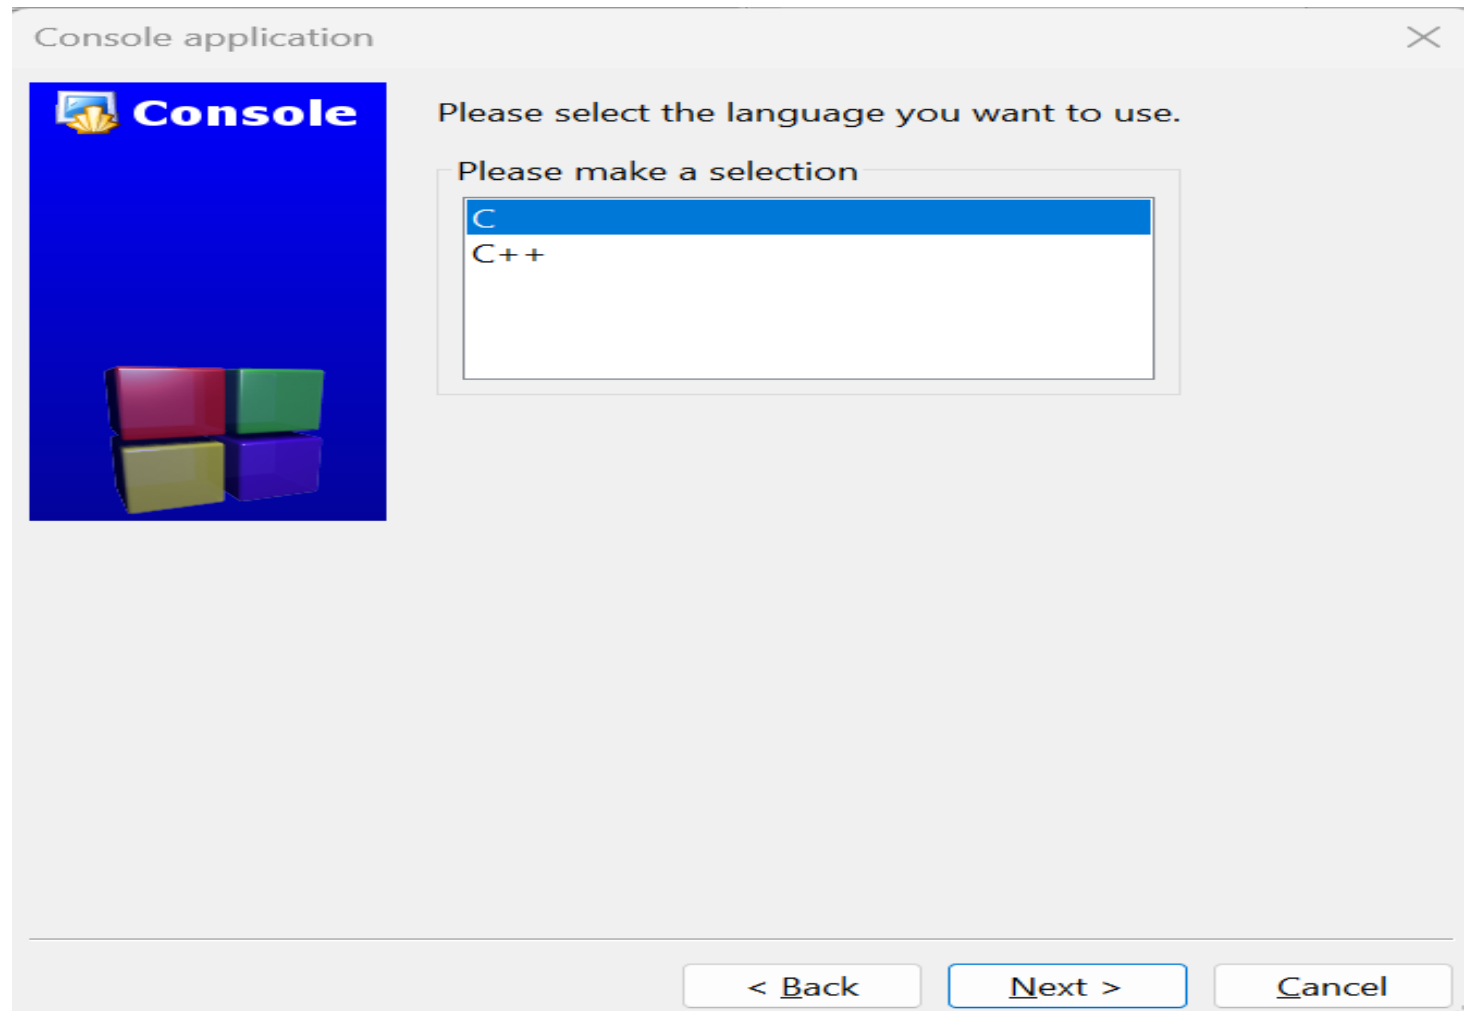 Console application
Console
Please select the language you want to use.
Please make a selection
C
C++
< Back
Next >
Cancel